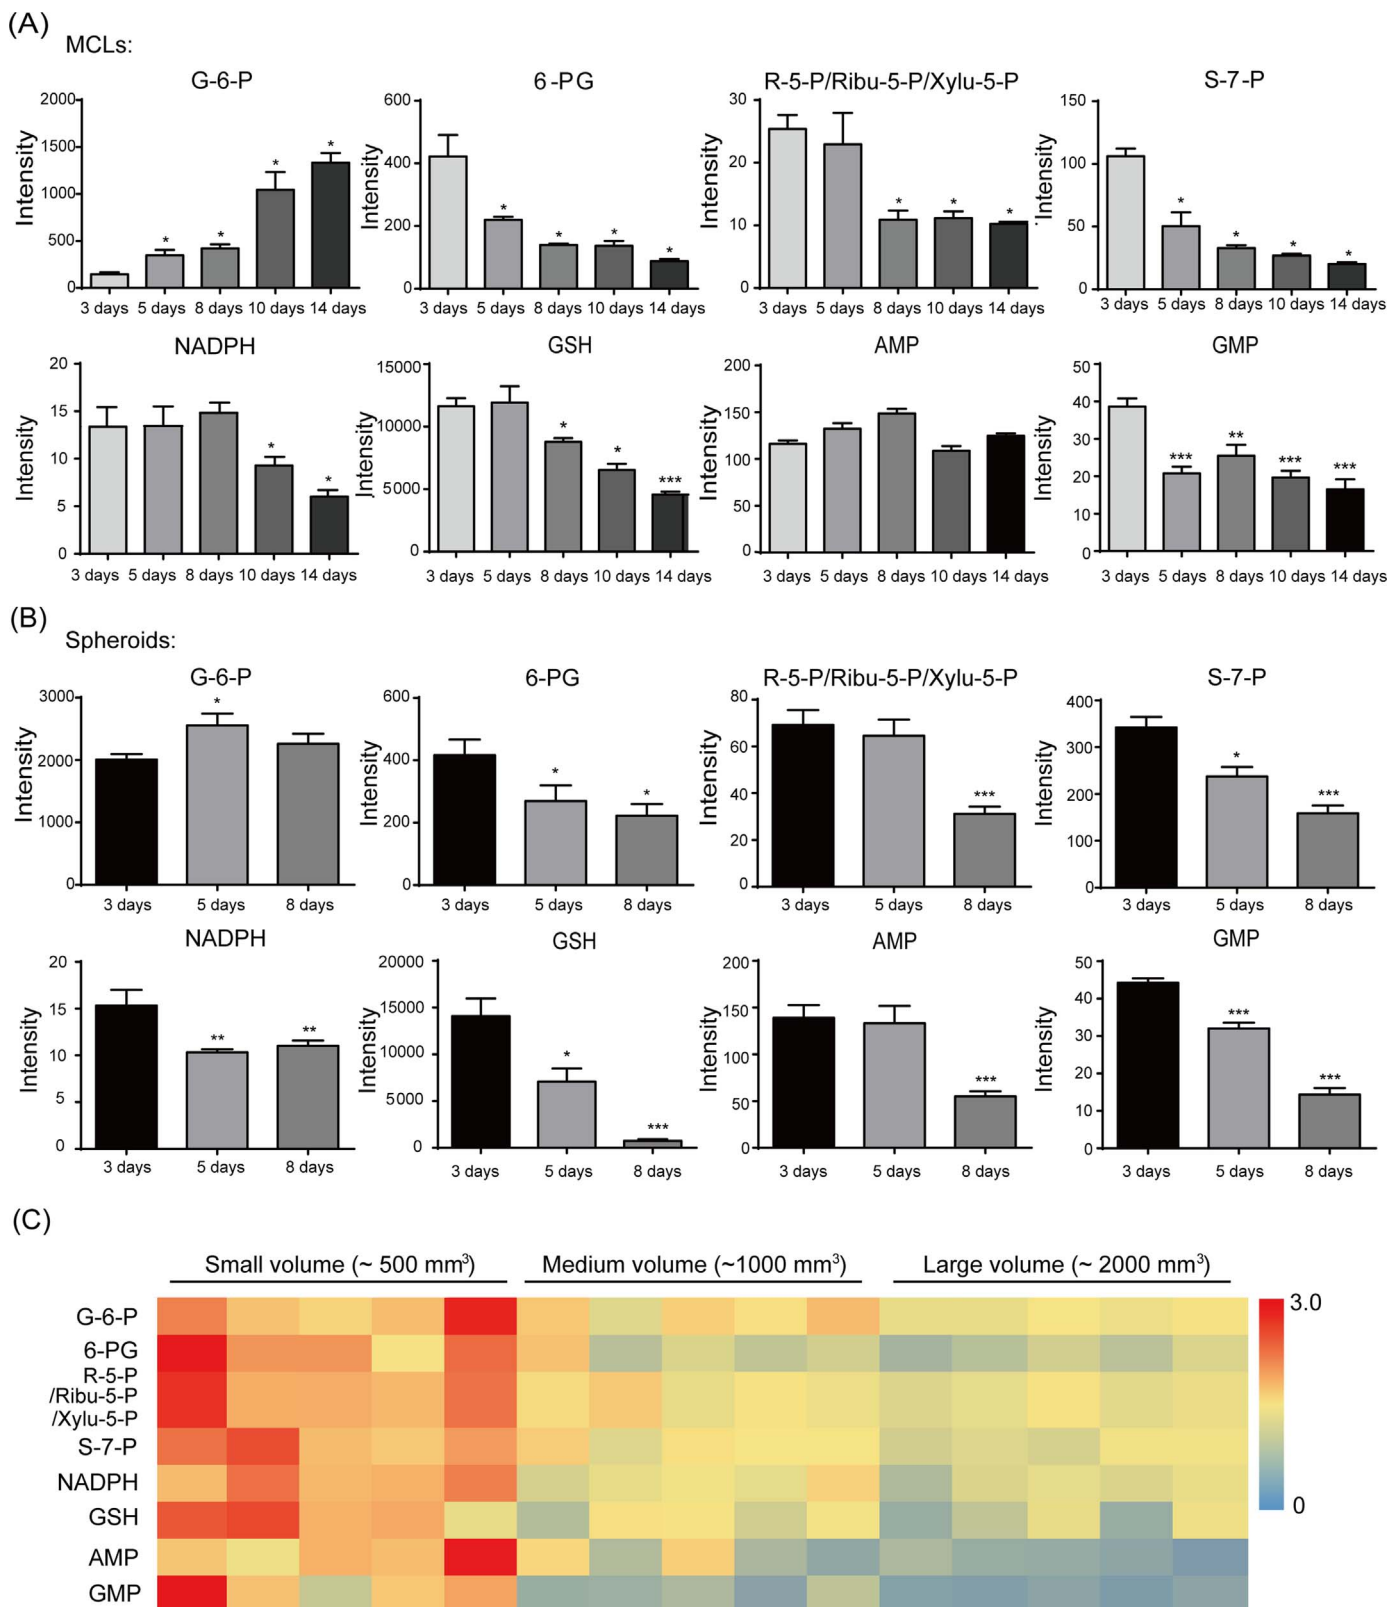 (A)
MCLs:
G-6-P
6-PG
R-5-P/Ribu-5-P/Xylu-5-P
S-7-P
Intensity
2000
1500
1000
500
0
* * * *
3 days 5 days 8 days 10 days 14 days
Intensity
600
400
200
0
* * * *
3 days 5 days 8 days 10 days 14 days
Intensity
30
20
10
0
* * *
3 days 5 days 8 days 10 days 14 days
Intensity
150
100
50
0
* * * *
3 days 5 days 8 days 10 days 14 days
NADPH
GSH
AMP
GMP
Intensity
20
15
10
5
0
* *
3 days 5 days 8 days 10 days 14 days
Intensity
15000
10000
5000
0
* * ***
3 days 5 days 8 days 10 days 14 days
Intensity
200
150
100
50
0
3 days 5 days 8 days 10 days 14 days
Intensity
50
40
30
20
10
0
*** ** *** ***
3 days 5 days 8 days 10 days 14 days
(B)
Spheroids:
G-6-P
6-PG
R-5-P/Ribu-5-P/Xylu-5-P
S-7-P
Intensity
3000
2000
1000
0
*
3 days 5 days 8 days
Intensity
600
400
200
0
* *
3 days 5 days 8 days
Intensity
80
60
40
20
0
***
3 days 5 days 8 days
Intensity
400
300
200
100
0
* ***
3 days 5 days 8 days
NADPH
GSH
AMP
GMP
Intensity
20
15
10
5
0
** **
3 days 5 days 8 days
Intensity
20000
15000
10000
5000
0
* ***
3 days 5 days 8 days
Intensity
200
150
100
50
0
***
3 days 5 days 8 days
Intensity
50
40
30
20
10
0
*** ***
3 days 5 days 8 days
(C)
Small volume (~ 500 mm³) Medium volume (~1000 mm³) Large volume (~ 2000 mm³)
G-6-P
6-PG
R-5-P
/Ribu-5-P
/Xylu-5-P
S-7-P
NADPH
GSH
AMP
GMP
3.0
0